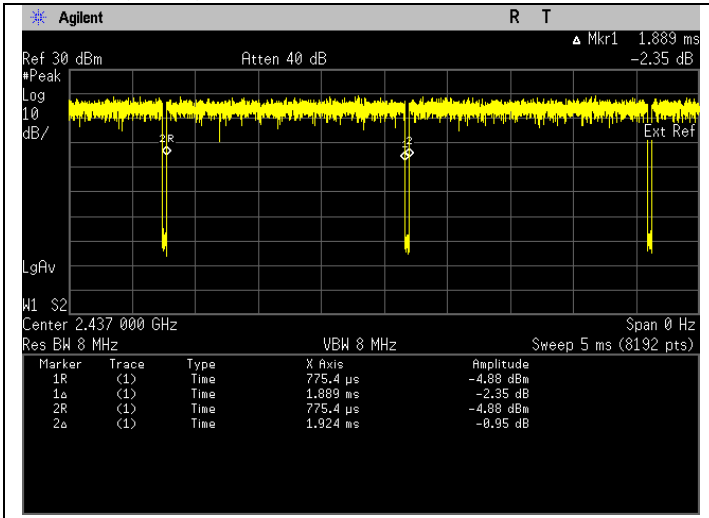 Agilent R T
Δ Mkr1 1.889 ms
Ref 30 dBm Atten 40 dB -2.35 dB
#Peak
Log
10
dB/
Ext Ref
2R
2
LgAv
W1 S2
Center 2.437 000 GHz Span 0 Hz
Res BW 8 MHz VBW 8 MHz Sweep 5 ms (8192 pts)
Marker Trace Type X Axis Amplitude
1R (1) Time 775.4 µs -4.88 dBm
1Δ (1) Time 1.889 ms -2.35 dB
2R (1) Time 775.4 µs -4.88 dBm
2Δ (1) Time 1.924 ms -0.95 dB